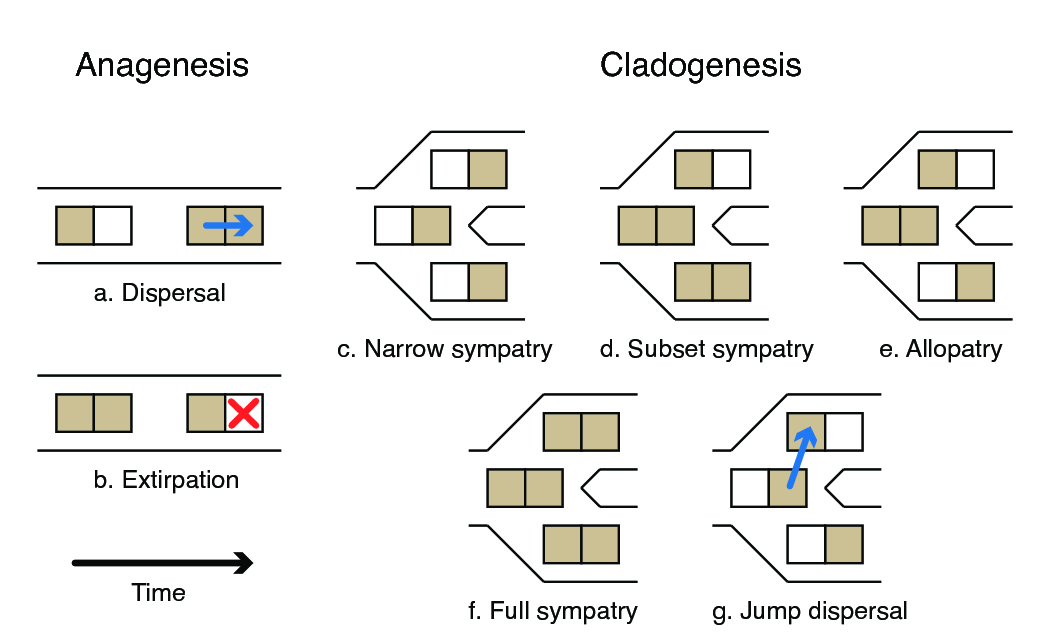 Anagenesis
Cladogenesis
a. Dispersal
b. Extirpation
Time
c. Narrow sympatry
d. Subset sympatry
e. Allopatry
f. Full sympatry
g. Jump dispersal